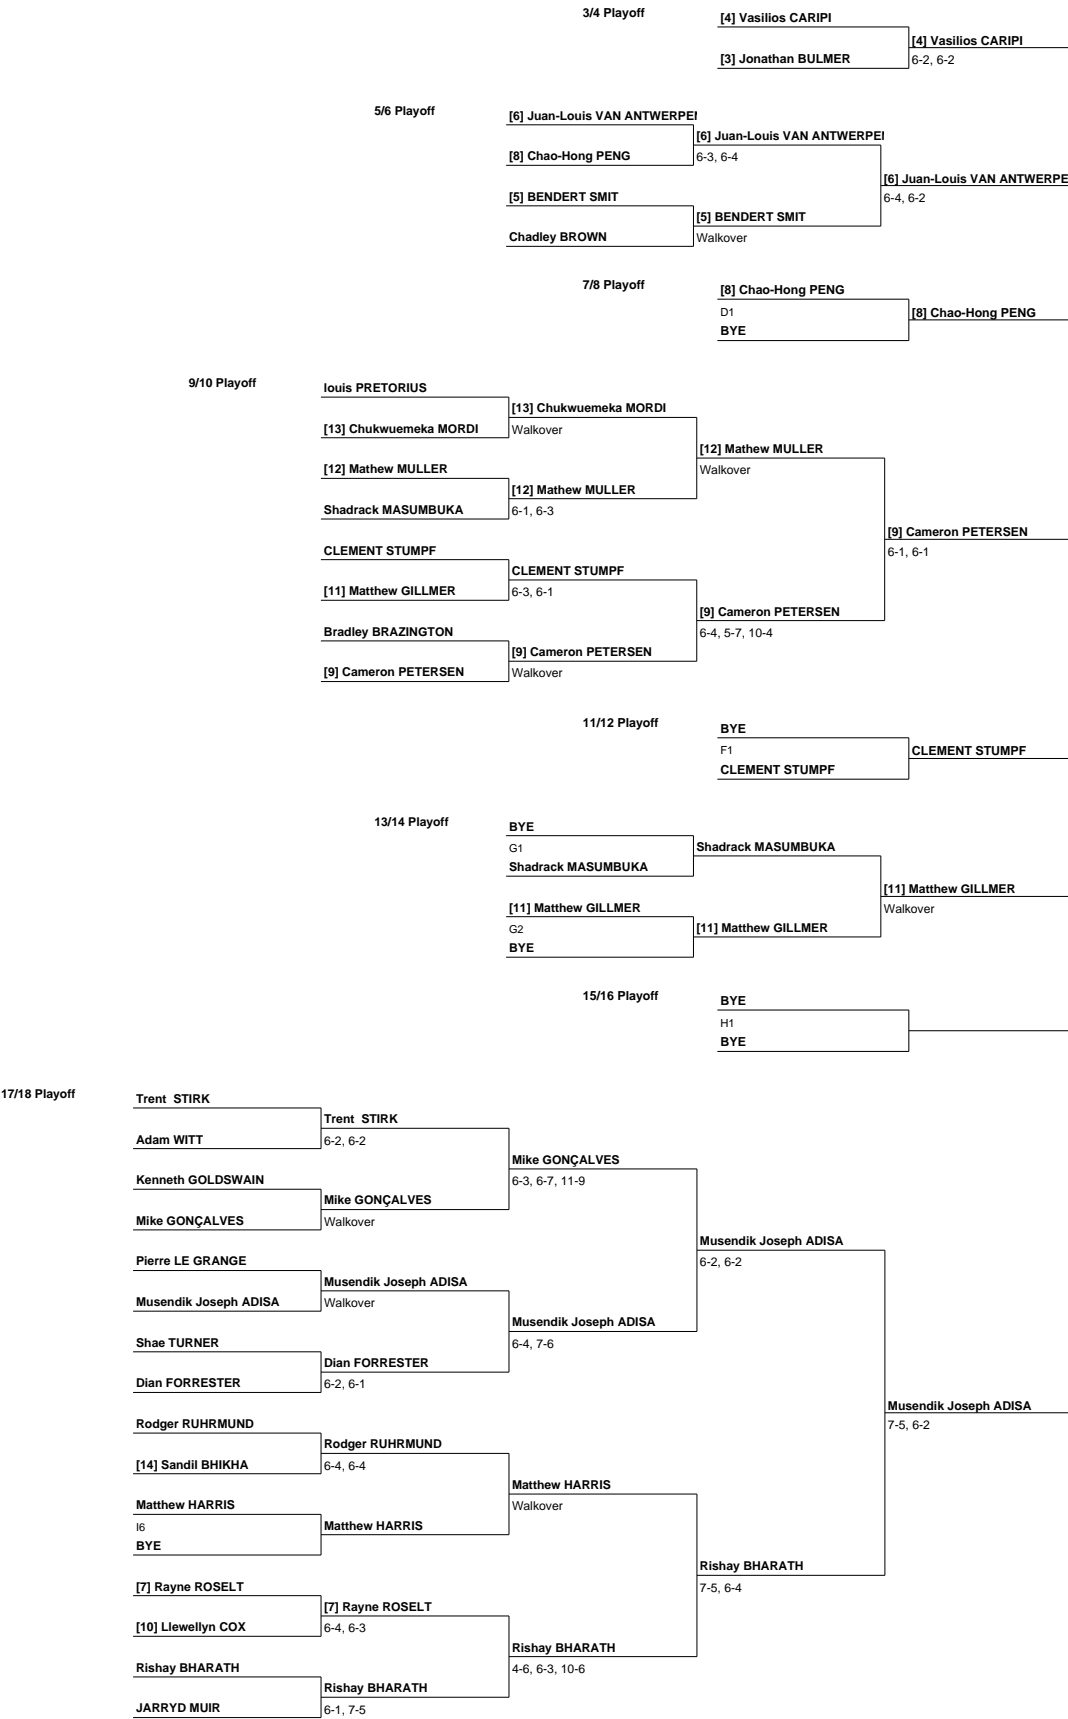 3/4 Playoff
[4] Vasilios CARIPI
[4] Vasilios CARIPI
[3] Jonathan BULMER
6-2, 6-2
5/6 Playoff
[6] Juan-Louis VAN ANTWERPE
[6] Juan-Louis VAN ANTWERPE
[8] Chao-Hong PENG
6-3, 6-4
[6] Juan-Louis VAN ANTWERPE
[5] BENDERT SMIT
6-4, 6-2
[5] BENDERT SMIT
Chadley BROWN
Walkover
7/8 Playoff
[8] Chao-Hong PENG
D1
[8] Chao-Hong PENG
BYE
9/10 Playoff
louis PRETORIUS
[13] Chukwuemeka MORDI
[13] Chukwuemeka MORDI
Walkover
[12] Mathew MULLER
[12] Mathew MULLER
Walkover
[12] Mathew MULLER
Shadrack MASUMBUKA
6-1, 6-3
[9] Cameron PETERSEN
CLEMENT STUMPF
6-1, 6-1
CLEMENT STUMPF
[11] Matthew GILLMER
6-3, 6-1
[9] Cameron PETERSEN
Bradley BRAZINGTON
6-4, 5-7, 10-4
[9] Cameron PETERSEN
[9] Cameron PETERSEN
Walkover
11/12 Playoff
BYE
F1
CLEMENT STUMPF
CLEMENT STUMPF
13/14 Playoff
BYE
G1
Shadrack MASUMBUKA
Shadrack MASUMBUKA
[11] Matthew GILLMER
[11] Matthew GILLMER
Walkover
G2
[11] Matthew GILLMER
BYE
15/16 Playoff
BYE
H1
BYE
17/18 Playoff
Trent STIRK
Trent STIRK
Adam WITT
6-2, 6-2
Mike GONÇALVES
Kenneth GOLDSWAIN
6-3, 6-7, 11-9
Mike GONÇALVES
Mike GONÇALVES
Walkover
Musendik Joseph ADISA
Pierre LE GRANGE
6-2, 6-2
Musendik Joseph ADISA
Musendik Joseph ADISA
Walkover
Musendik Joseph ADISA
Shae TURNER
6-4, 7-6
Dian FORRESTER
Dian FORRESTER
6-2, 6-1
Musendik Joseph ADISA
Rodger RUHRMUND
7-5, 6-2
Rodger RUHRMUND
[14] Sandil BHIKHA
6-4, 6-4
Matthew HARRIS
Matthew HARRIS
Walkover
I6
Matthew HARRIS
BYE
Rishay BHARATH
[7] Rayne ROSELT
7-5, 6-4
[7] Rayne ROSELT
[10] Llewellyn COX
6-4, 6-3
Rishay BHARATH
Rishay BHARATH
4-6, 6-3, 10-6
Rishay BHARATH
JARRYD MUIR
6-1, 7-5